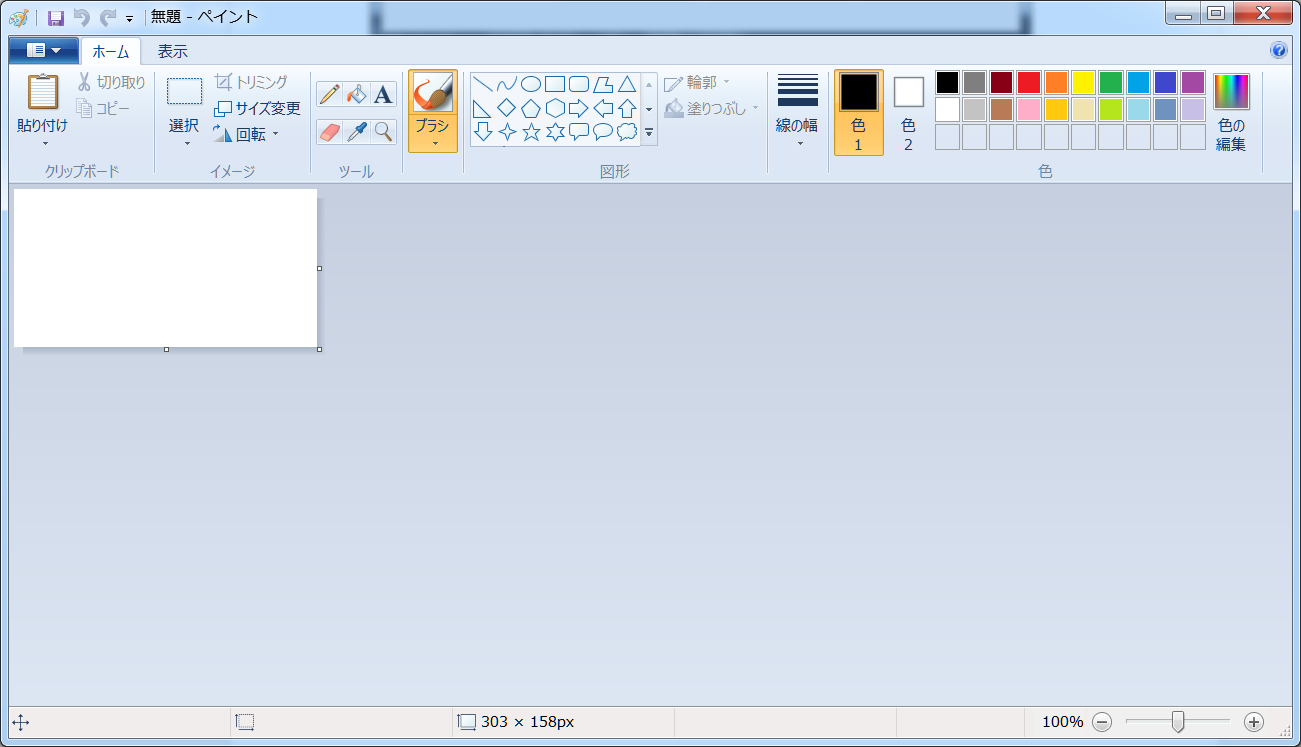 無題 - ペイント
ホーム 表示
貼り付け
切り取り
コピー
クリップボード
選択
トリミング
サイズ変更
回転
イメージ
A
ツール
ブラシ
輪郭
塗りつぶし
図形
線の幅
色
1
色
2
色の
編集
色
303 × 158px
100%